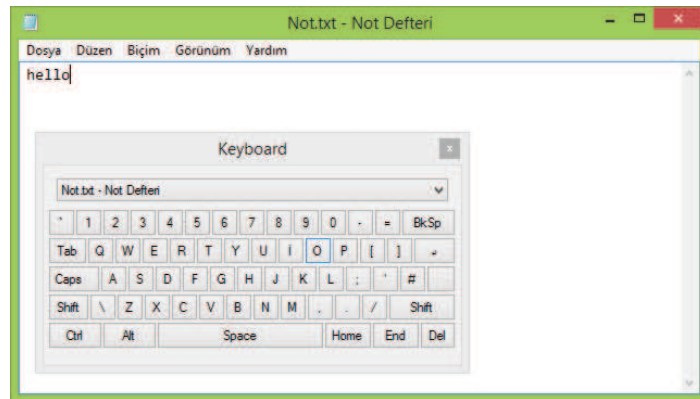 Not.txt - Not Defteri
Dosya Düzen Biçim Görünüm Yardım
hello
Keyboard
x
Not.txt - Not Defteri
` 1 2 3 4 5 6 7 8 9 0 - = BkSp
Tab Q W E R T Y U I O P [ ] ↵
Caps A S D F G H J K L ; ' #
Shift \ Z X C V B N M , . / Shift
Ctrl Alt Space Home End Del